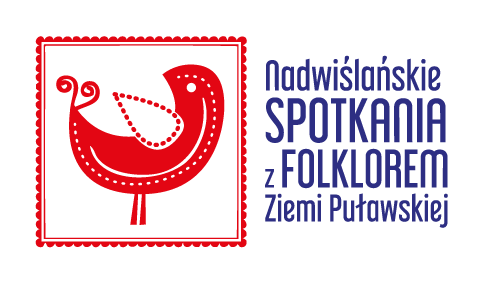 Nadwiślańskie
SPOTKANIA
z FOLKLOREM
Ziemi Puławskiej